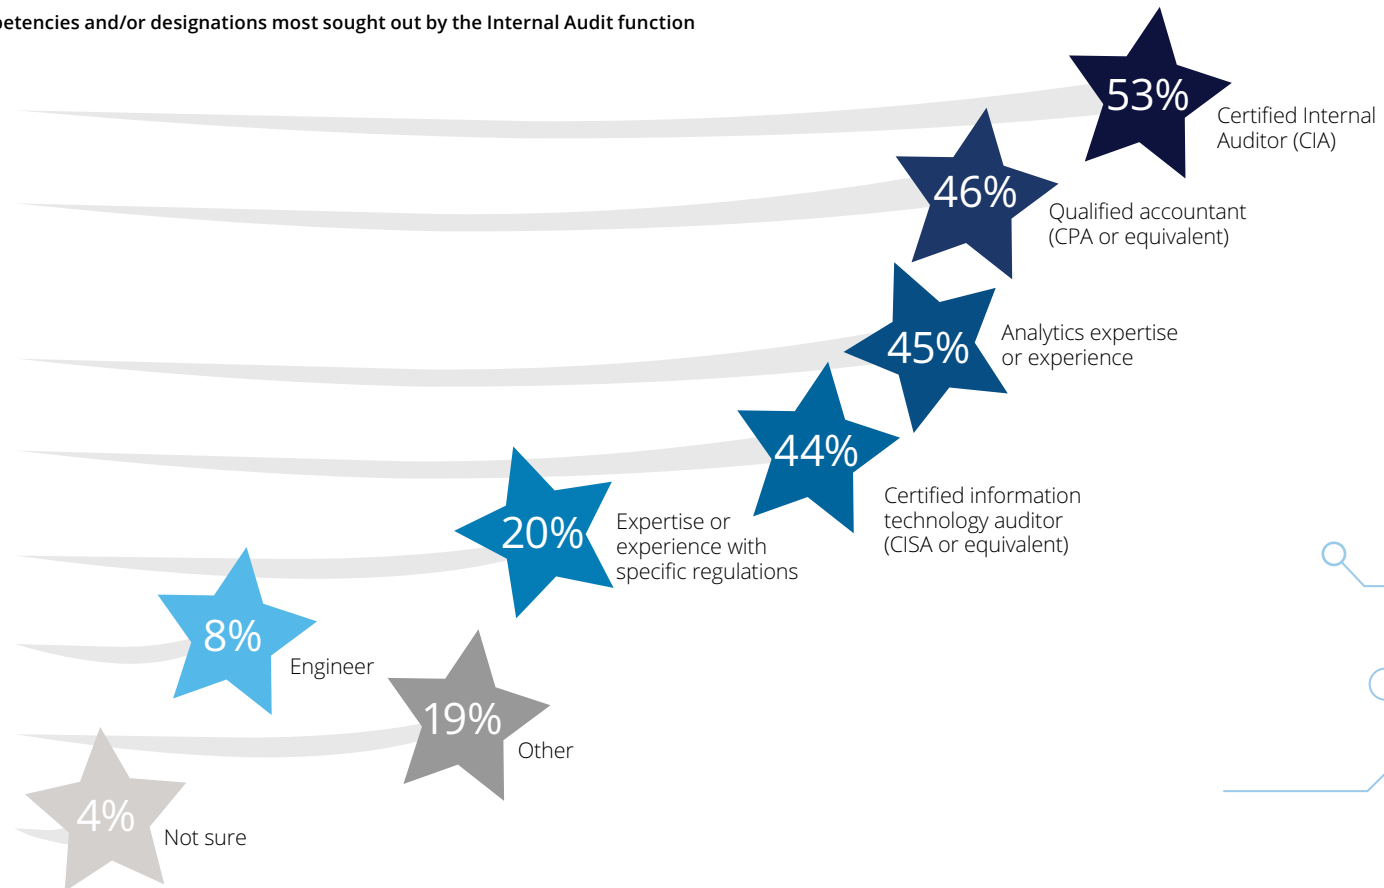 petencies and/or designations most sought out by the Internal Audit function
53%
Certified Internal
Auditor (CIA)
46%
Qualified accountant
(CPA or equivalent)
45%
Analytics expertise
or experience
44%
Certified information
technology auditor
(CISA or equivalent)
20%
Expertise or
experience with
specific regulations
8%
Engineer
19%
Other
4%
Not sure